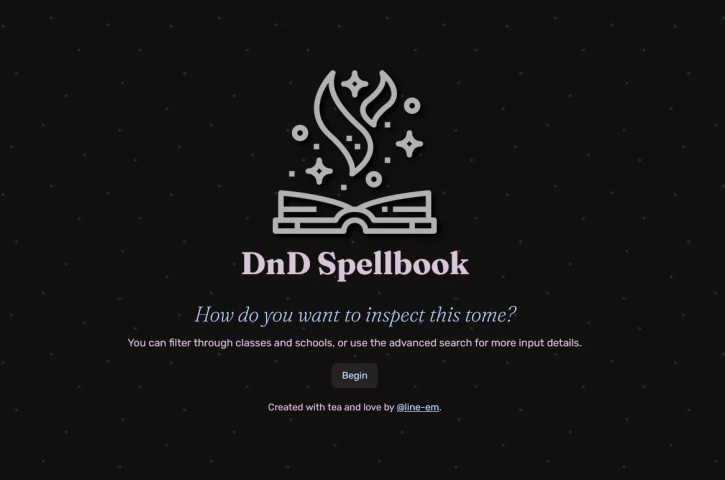 DnD Spellbook
How do you want to inspect this tome?
You can filter through classes and schools, or use the advanced search for more input details.
Begin
Created with tea and love by @line-em.